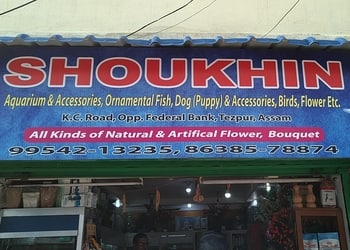 SHOUKHIN
Aquarium & Accessories, Ornamental Fish, Dog (Puppy) & Accessories, Birds, Flower Etc.
K.C. Road, Opp. Federal Bank, Tezpur, Assam
All Kinds of Natural & Artifical Flower, Bouquet
99542-13235, 86385-78874